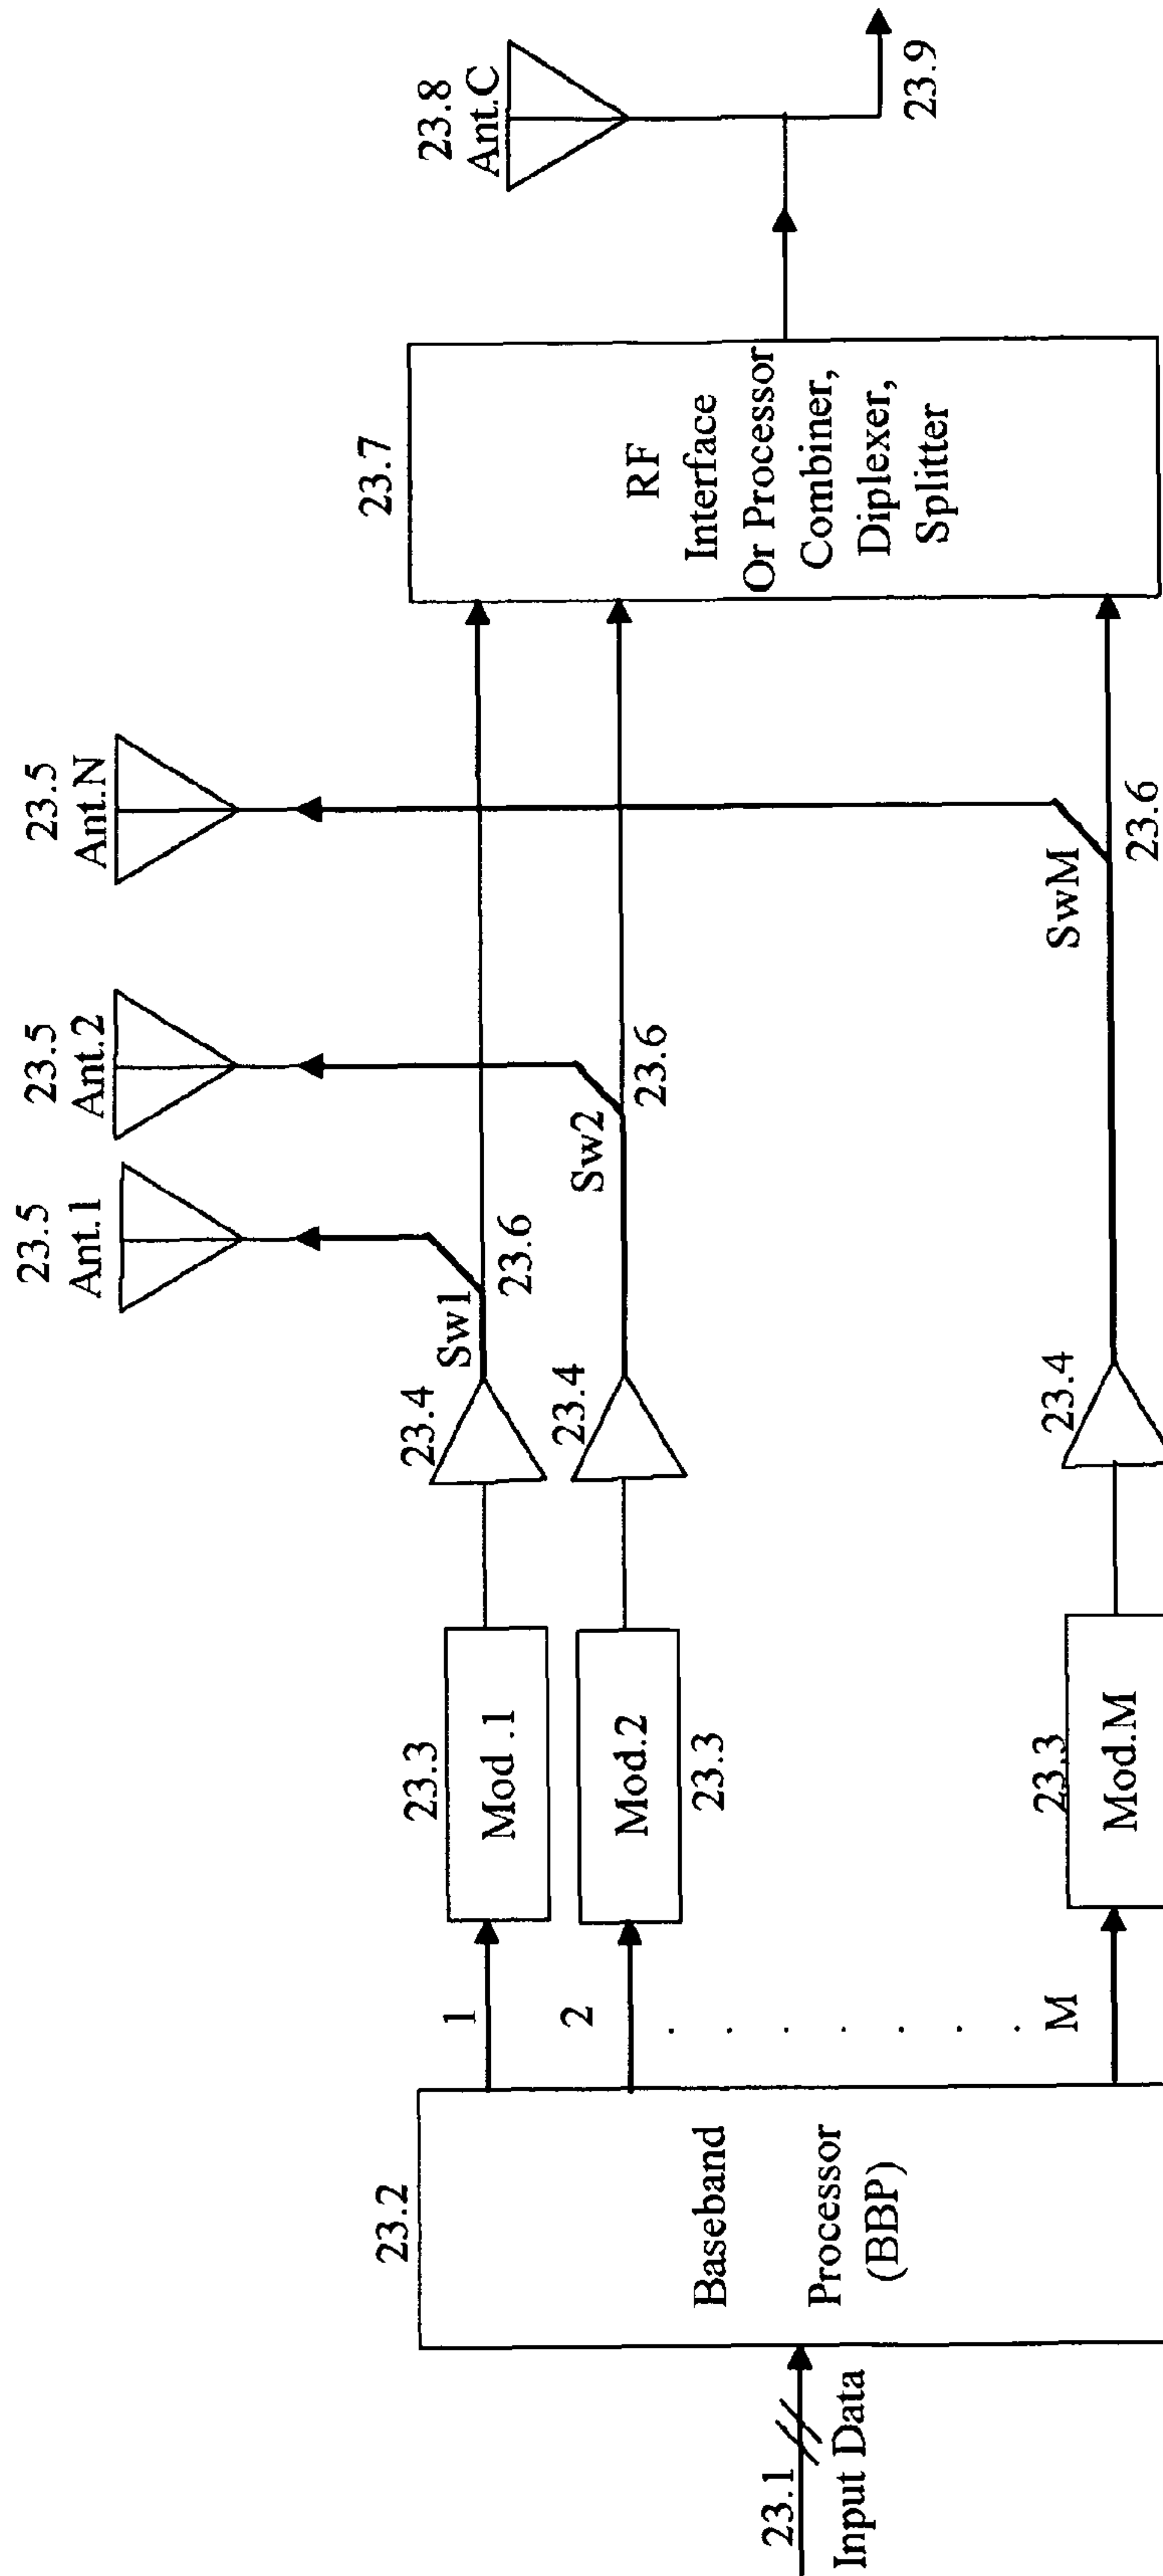 23.1
Input Data
23.2
Baseband
Processor
(BBP)
1
2
. . . . . . .
M
23.3
Mod .1
Mod.2
23.3
23.3
Mod.M
23.4
23.4
23.4
Sw1
23.6
Sw2
23.6
SwM
23.6
23.5
Ant.1
23.5
Ant.2
23.5
Ant.N
23.7
RF
Interface
Or Processor
Combiner,
Diplexer,
Splitter
23.8
Ant.C
23.9